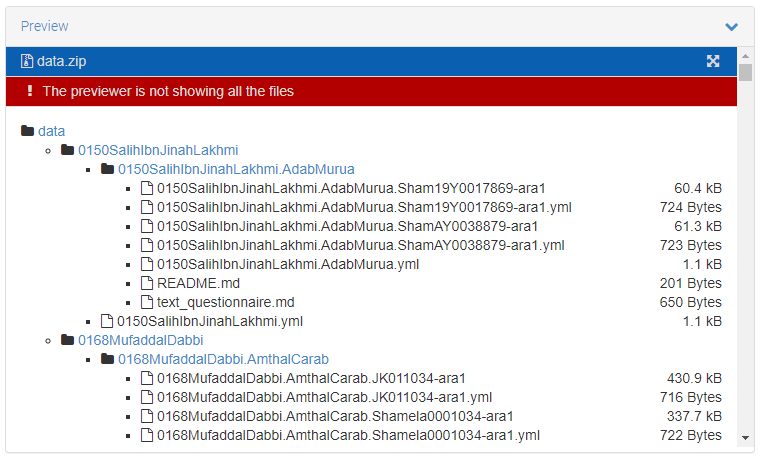 Preview
data.zip
! The previewer is not showing all the files
data
0150SalihIbnJinahLakhmi
0150SalihIbnJinahLakhmi.AdabMurua
0150SalihIbnJinahLakhmi.AdabMurua.Sham19Y0017869-ara1 60.4 kB
0150SalihIbnJinahLakhmi.AdabMurua.Sham19Y0017869-ara1.yml 724 Bytes
0150SalihIbnJinahLakhmi.AdabMurua.ShamAY0038879-ara1 61.3 kB
0150SalihIbnJinahLakhmi.AdabMurua.ShamAY0038879-ara1.yml 723 Bytes
0150SalihIbnJinahLakhmi.AdabMurua.yml 1.1 kB
README.md 201 Bytes
text_questionnaire.md 650 Bytes
0150SalihIbnJinahLakhmi.yml 1.1 kB
0168MufaddalDabbi
0168MufaddalDabbi.AmthalCarab
0168MufaddalDabbi.AmthalCarab.JK011034-ara1 430.9 kB
0168MufaddalDabbi.AmthalCarab.JK011034-ara1.yml 716 Bytes
0168MufaddalDabbi.AmthalCarab.Shamela0001034-ara1 337.7 kB
0168MufaddalDabbi.AmthalCarab.Shamela0001034-ara1.yml 722 Bytes